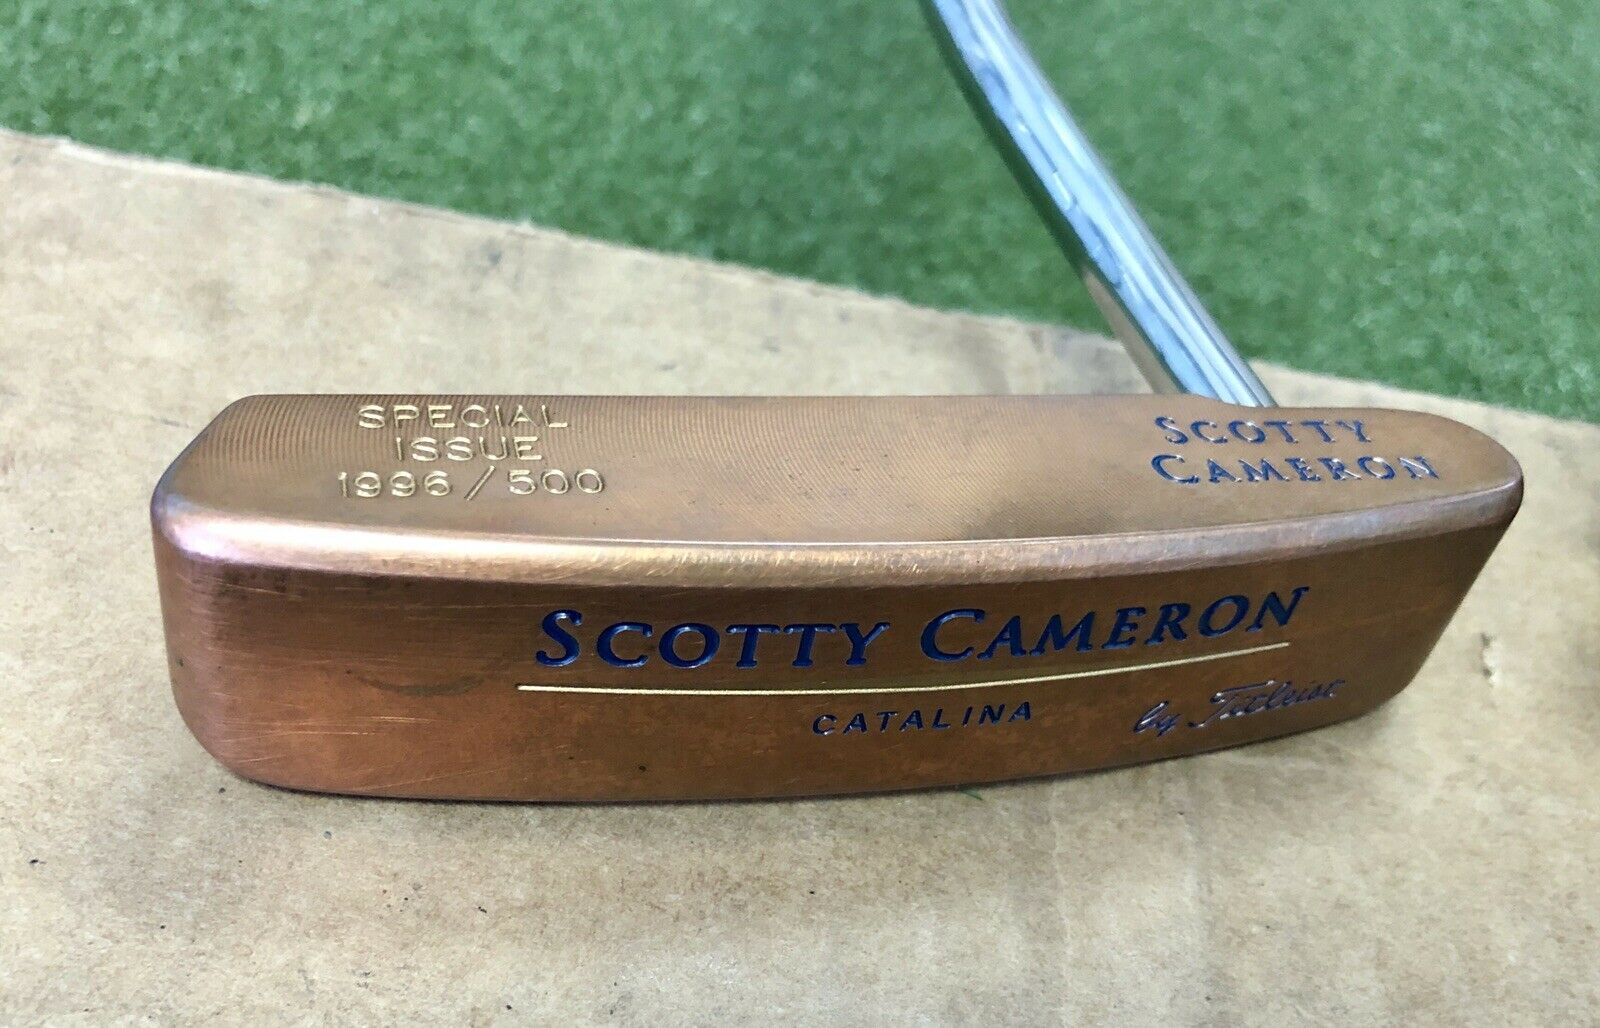 SPECIAL
ISSUE
1996/500
SCOTTY
CAMERON
SCOTTY CAMERON
CATALINA
by Titleist